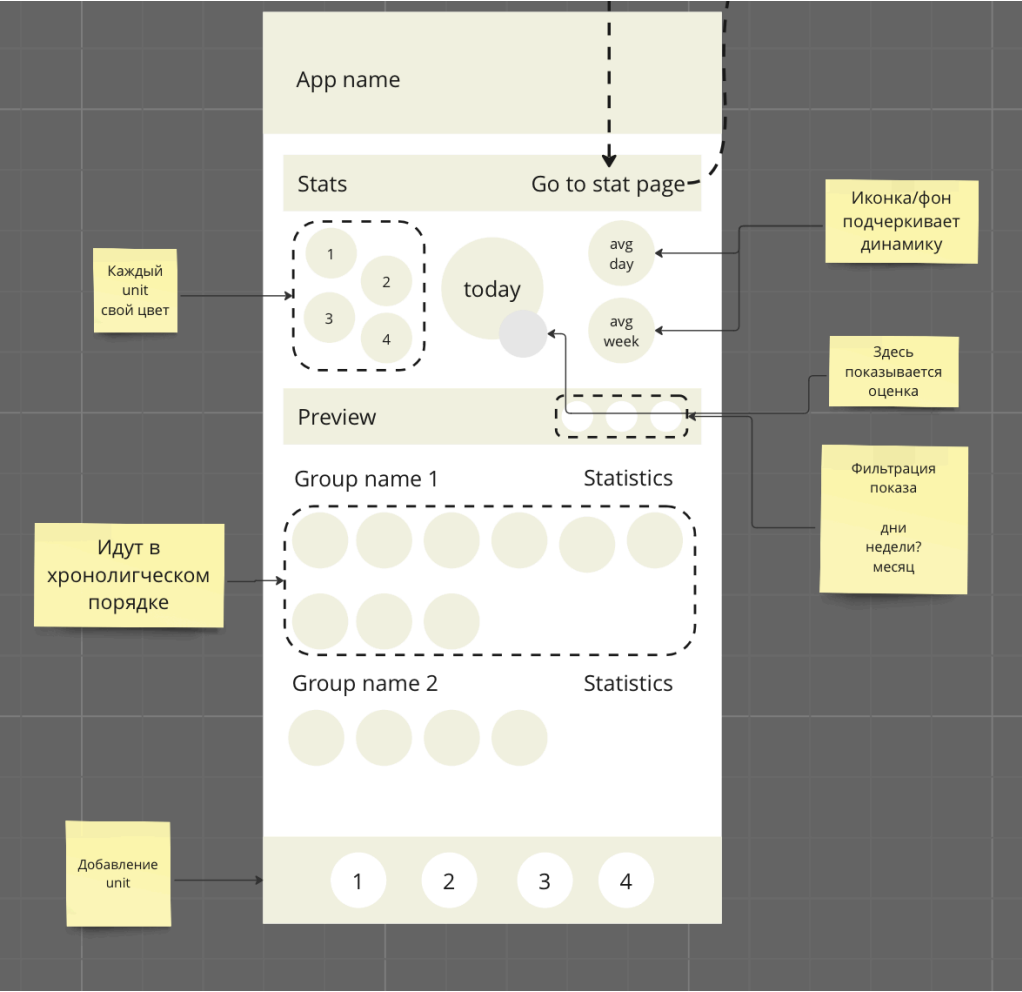 App name
Stats
Go to stat page
1
2
3
4
today
avg
day
avg
week
Preview
Group name 1
Statistics
Group name 2
Statistics
1
2
3
4
Каждый
unit
свой цвет
Идут в
хронолигческом
порядке
Добавление
unit
Иконка/фон
подчеркивает
динамику
Здесь
показывается
оценка
Фильтрация
показа
дни
недели?
месяц